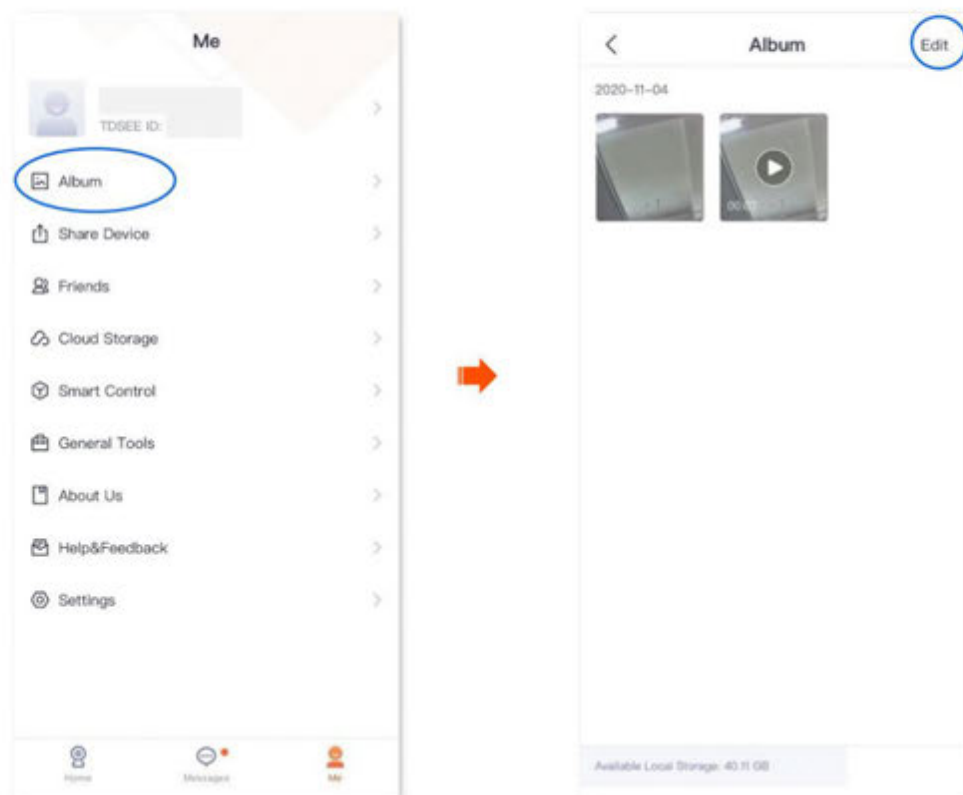 Me
TDSEE ID:
Album
Share Device
Friends
Cloud Storage
Smart Control
General Tools
About Us
Help&Feedback
Settings
Home
Messages
Me
Album
Edit
2020-11-04
Available Local Storage: 40.11 GB